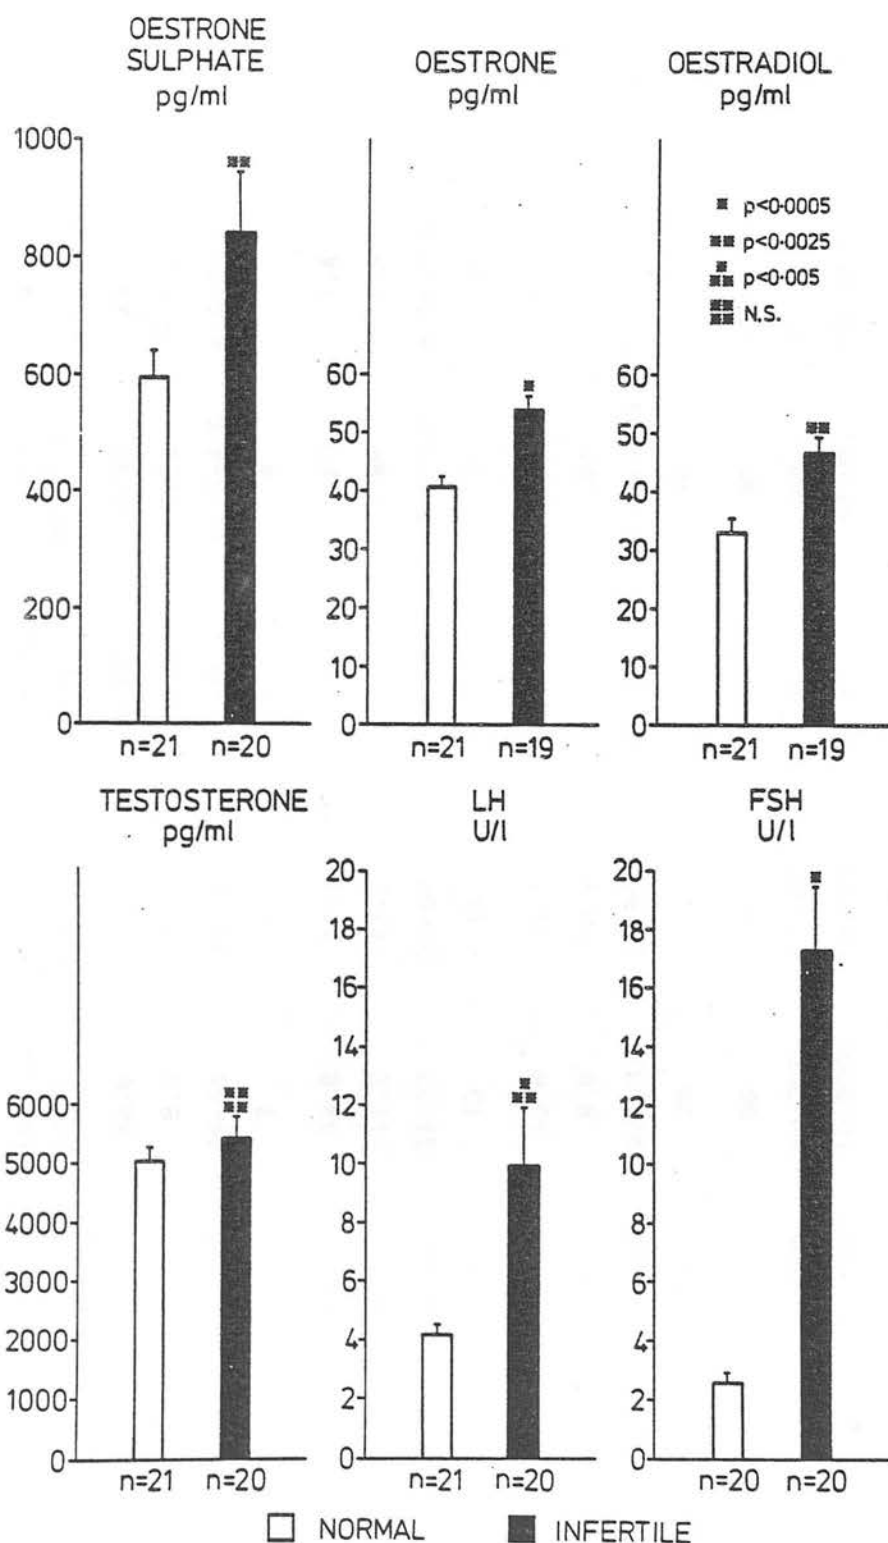 OESTRONE
SULPHATE
pg/ml
1000
800
600
400
200
0
n=21 n=20
OESTRONE
pg/ml
60
50
40
30
20
10
0
n=21 n=19
OESTRADIOL
pg/ml
p<0·0005
p<0·0025
p<0·005
N.S.
60
50
40
30
20
10
0
n=21 n=19
TESTOSTERONE
pg/ml
6000
5000
4000
3000
2000
1000
0
n=21 n=20
LH
U/l
20
18
16
14
12
10
8
6
4
2
0
n=21 n=20
FSH
U/l
20
18
16
14
12
10
8
6
4
2
0
n=20 n=20
NORMAL INFERTILE